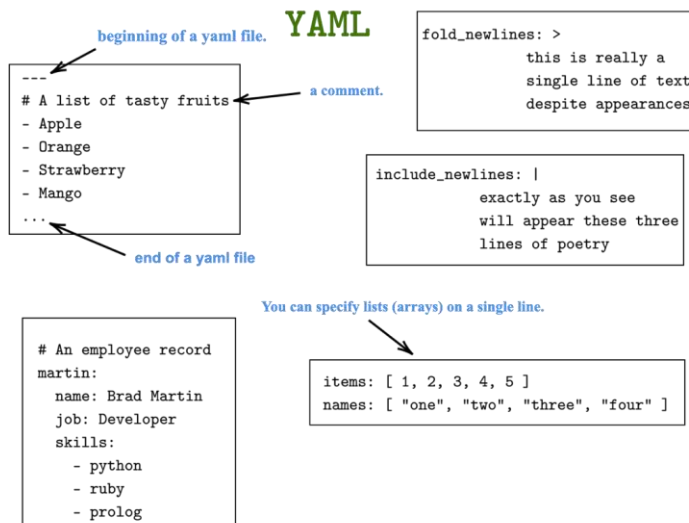 YAML
beginning of a yaml file.
---
# A list of tasty fruits
- Apple
- Orange
- Strawberry
- Mango
...
a comment.
end of a yaml file
fold_newlines: >
this is really a
single line of text
despite appearances
include_newlines: |
exactly as you see
will appear these three
lines of poetry
# An employee record
martin:
name: Brad Martin
job: Developer
skills:
- python
- ruby
- prolog
You can specify lists (arrays) on a single line.
items: [ 1, 2, 3, 4, 5 ]
names: [ "one", "two", "three", "four" ]